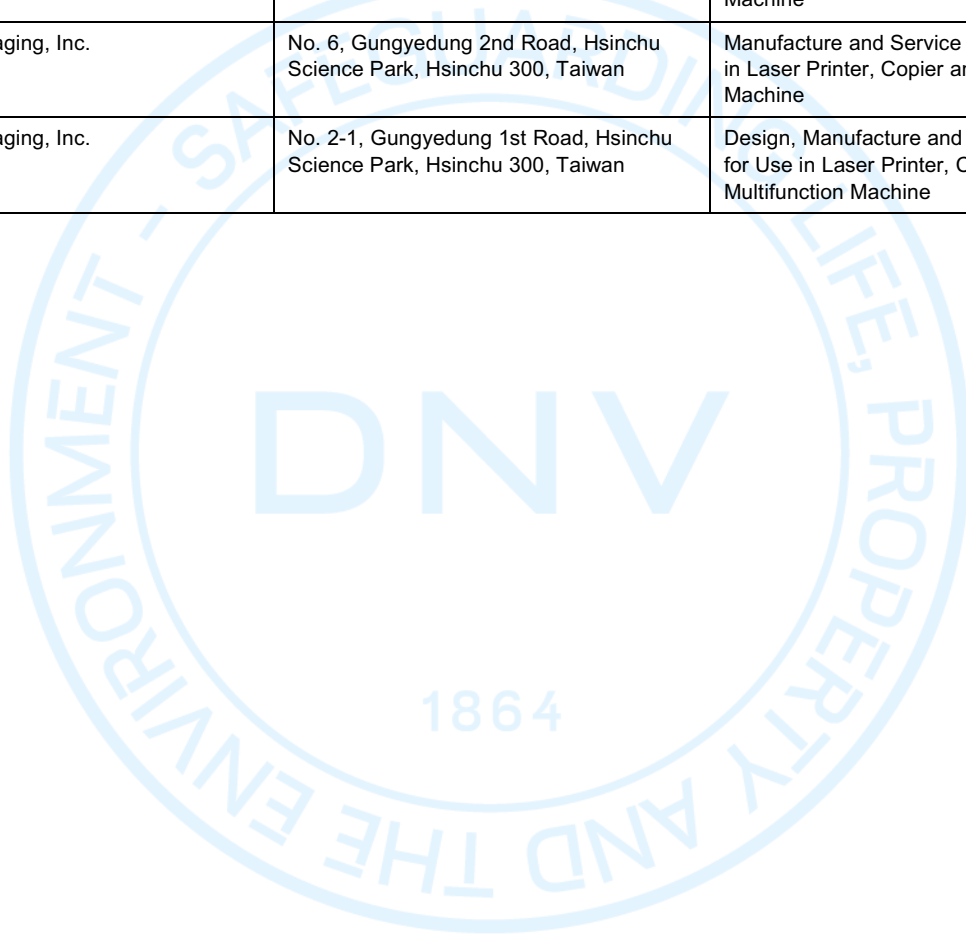 Machine
aging, Inc.
No. 6, Gungyedung 2nd Road, Hsinchu
Science Park, Hsinchu 300, Taiwan
Manufacture and Service
in Laser Printer, Copier
Machine
aging, Inc.
No. 2-1, Gungyedung 1st Road, Hsinchu
Science Park, Hsinchu 300, Taiwan
Design, Manufacture and
for Use in Laser Printer,
Multifunction Machine
SAFEGUARDING LIFE, PROPERTY AND THE ENVIRONMENT -
DNV
1864